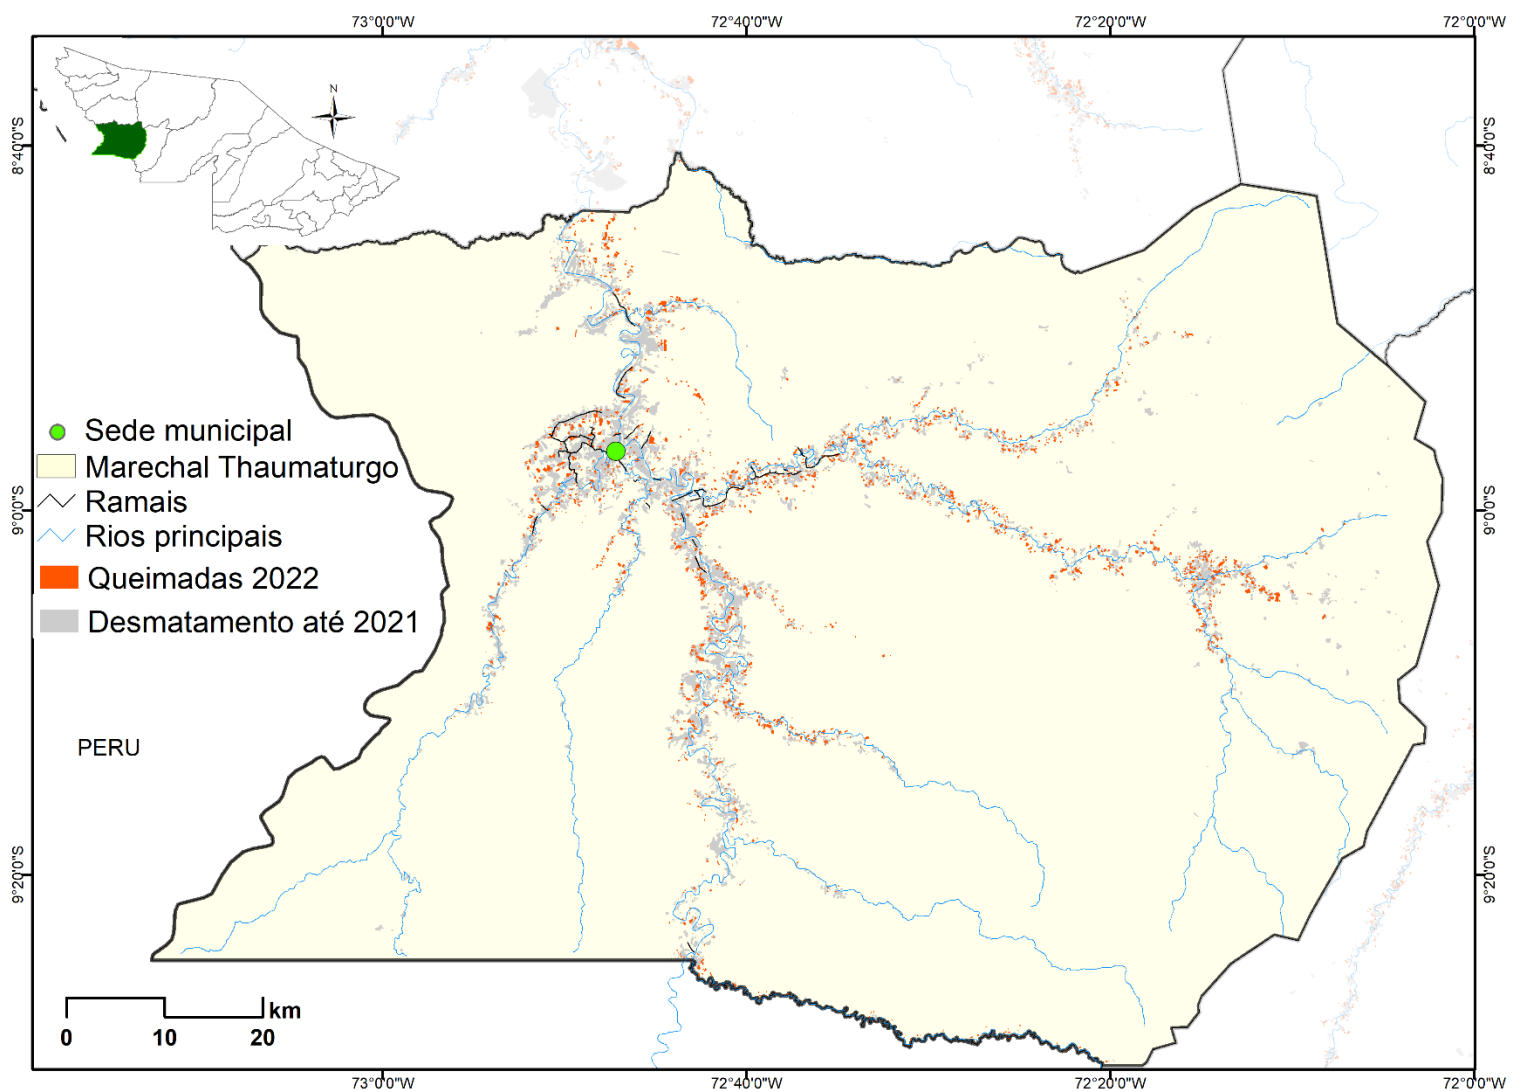 73°0'0"W
72°40'0"W
72°20'0"W
72°0'0"W
N
8°40'0"S
8°40'0"S
Sede municipal
Marechal Thaumaturgo
Ramais
9°0'0"S
9°0'0"S
Rios principais
Queimadas 2022
Desmatamento até 2021
PERU
9°20'0"S
9°20'0"S
km
0
10
20
73°0'0"W
72°40'0"W
72°20'0"W
72°0'0"W